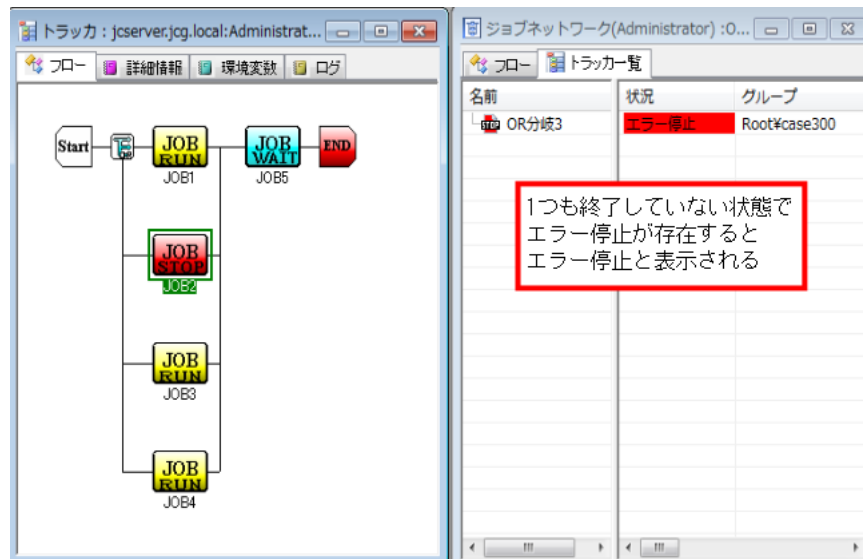 トラッカ : jcserver.jcg.local:Administrat...
フロー 詳細情報 環境変数 ログ
Start
OR
JOB
RUN
JOB1
JOB
WAIT
JOB5
END
JOB
STOP
JOB2
JOB
RUN
JOB3
JOB
RUN
JOB4
ジョブネットワーク(Administrator) :O...
フロー トラッカ一覧
名前 状況 グループ
OR分岐3 エラー停止 Root¥case300
1つも終了していない状態で
エラー停止が存在すると
エラー停止と表示される